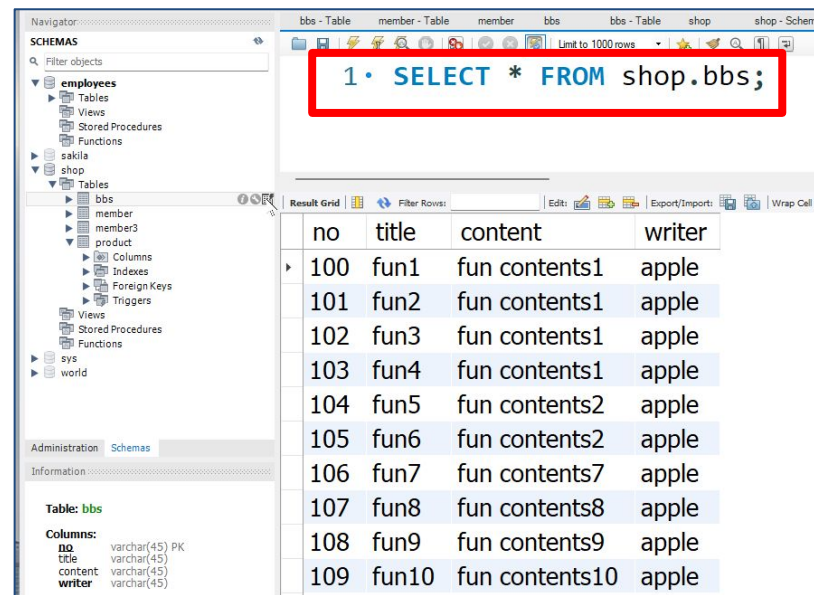 Navigator
SCHEMAS
Filter objects
employees
Tables
Views
Stored Procedures
Functions
sakila
shop
Tables
bbs
member
member3
product
Columns
Indexes
Foreign Keys
Triggers
Views
Stored Procedures
Functions
sys
world
Administration Schemas
Information
Table: bbs
Columns:
no varchar(45) PK
title varchar(45)
content varchar(45)
writer varchar(45)
bbs - Table member - Table member bbs bbs - Table shop shop - Schem
Limit to 1000 rows
1 SELECT * FROM shop.bbs;
Result Grid Filter Rows: Edit: Export/Import: Wrap Cell
no title content writer
100 fun1 fun contents1 apple
101 fun2 fun contents1 apple
102 fun3 fun contents1 apple
103 fun4 fun contents1 apple
104 fun5 fun contents2 apple
105 fun6 fun contents2 apple
106 fun7 fun contents7 apple
107 fun8 fun contents8 apple
108 fun9 fun contents9 apple
109 fun10 fun contents10 apple